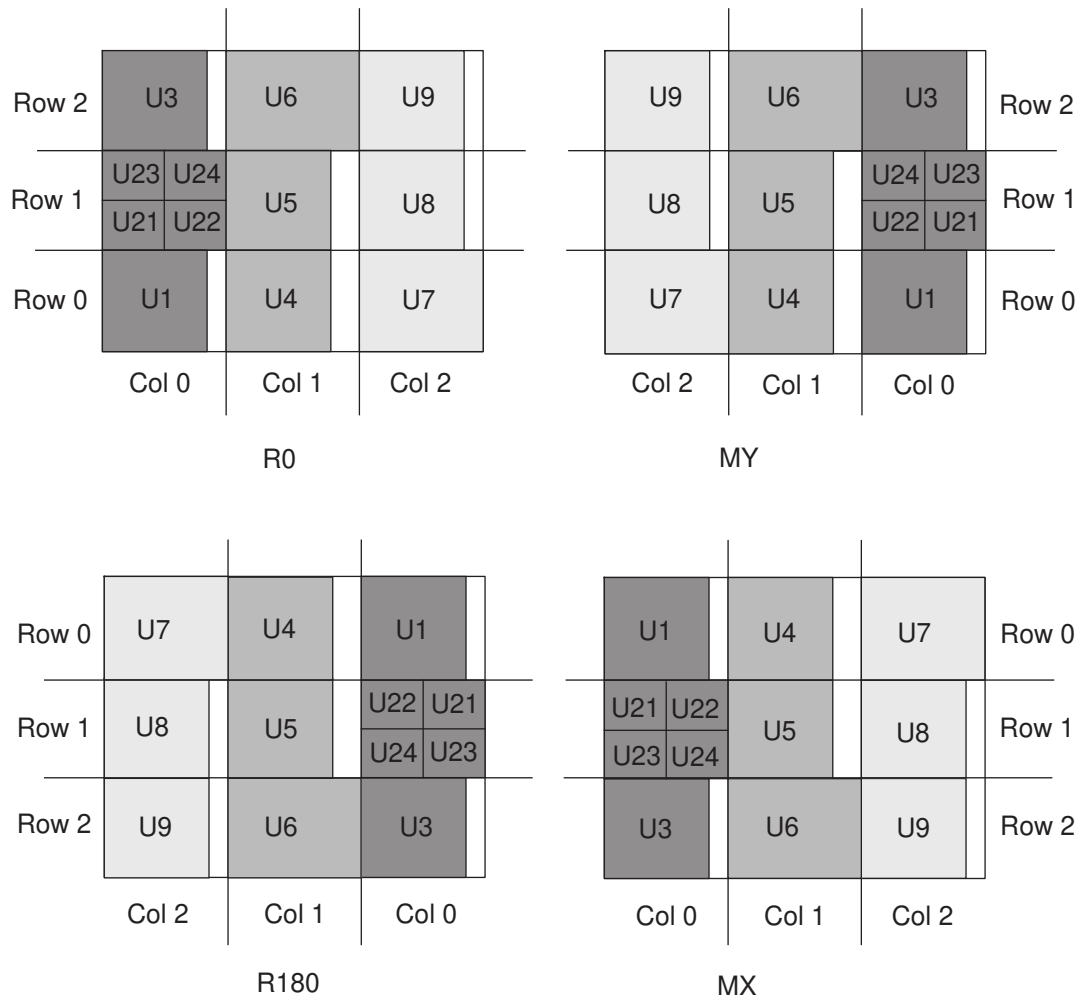 Row 2 U3 U6 U9
U23 U24
Row 1 U5 U8
U21 U22
Row 0 U1 U4 U7
Col 0 Col 1 Col 2
R0
U9 U6 U3 Row 2
U24 U23
U8 U5 Row 1
U22 U21
U7 U4 U1 Row 0
Col 2 Col 1 Col 0
MY
Row 0 U7 U4 U1
U22 U21
Row 1 U8 U5
U24 U23
Row 2 U9 U6 U3
Col 2 Col 1 Col 0
R180
U1 U4 U7 Row 0
U21 U22
U5 U8 Row 1
U23 U24
U3 U6 U9 Row 2
Col 0 Col 1 Col 2
MX